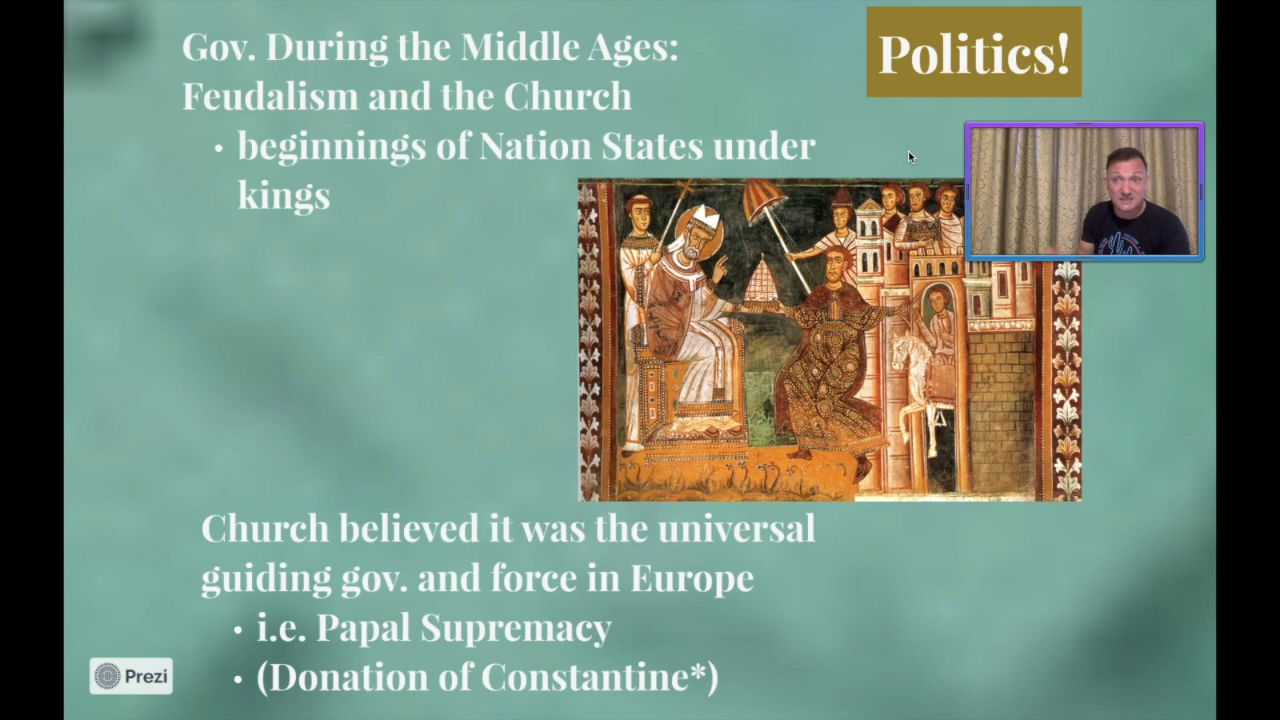 Gov. During the Middle Ages:
Feudalism and the Church
• beginnings of Nation States under
kings
Politics!
Church believed it was the universal
guiding gov. and force in Europe
• i.e. Papal Supremacy
• (Donation of Constantine*)
Prezi